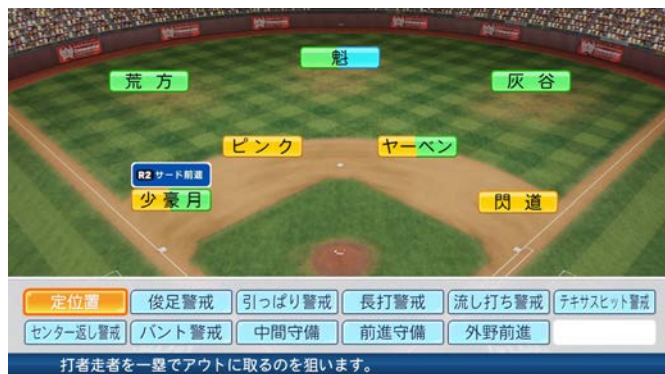 魁
荒方
灰谷
ピンク
ヤーベン
R2 サード前進
少豪月
閃道
定位置
俊足警戒
引っぱり警戒
長打警戒
流し打ち警戒
テキサスヒット警戒
センター返し警戒
バント警戒
中間守備
前進守備
外野前進
打者走者を一塁でアウトに取るのを狙います。